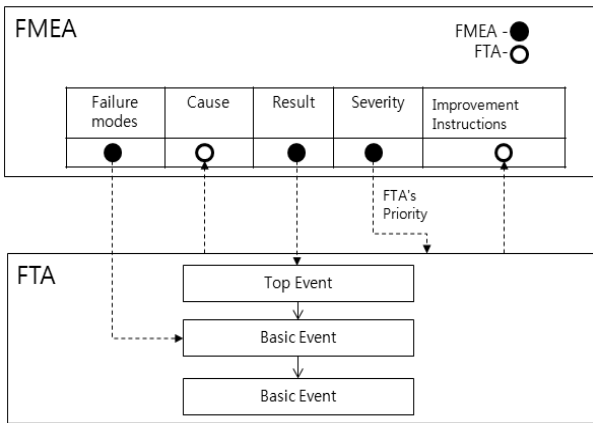 FMEA
FMEA -
FTA-
Failure modes
Cause
Result
Severity
Improvement Instructions
FTA's
Priority
FTA
Top Event
Basic Event
Basic Event